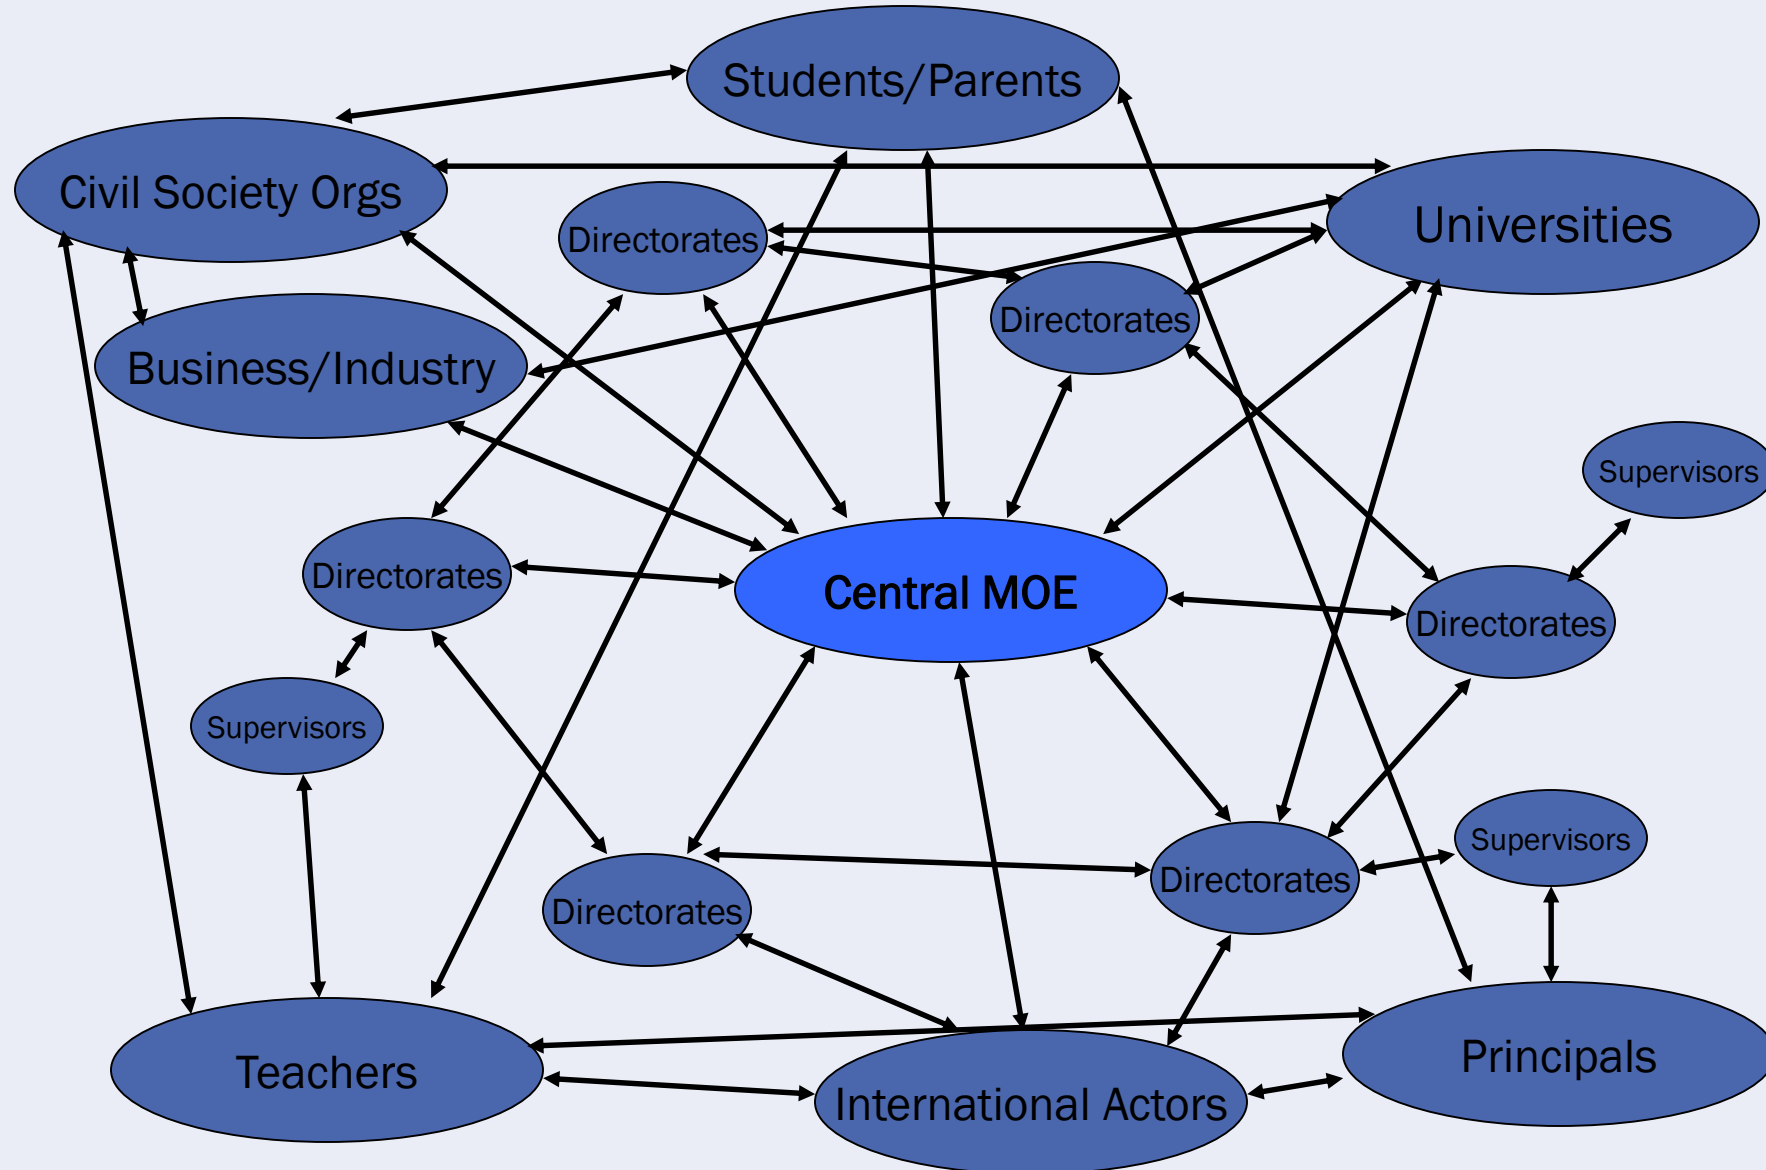 Students/Parents
Civil Society Orgs
Universities
Directorates
Directorates
Business/Industry
Supervisors
Directorates
Central MOE
Directorates
Supervisors
Supervisors
Directorates
Directorates
Teachers
International Actors
Principals